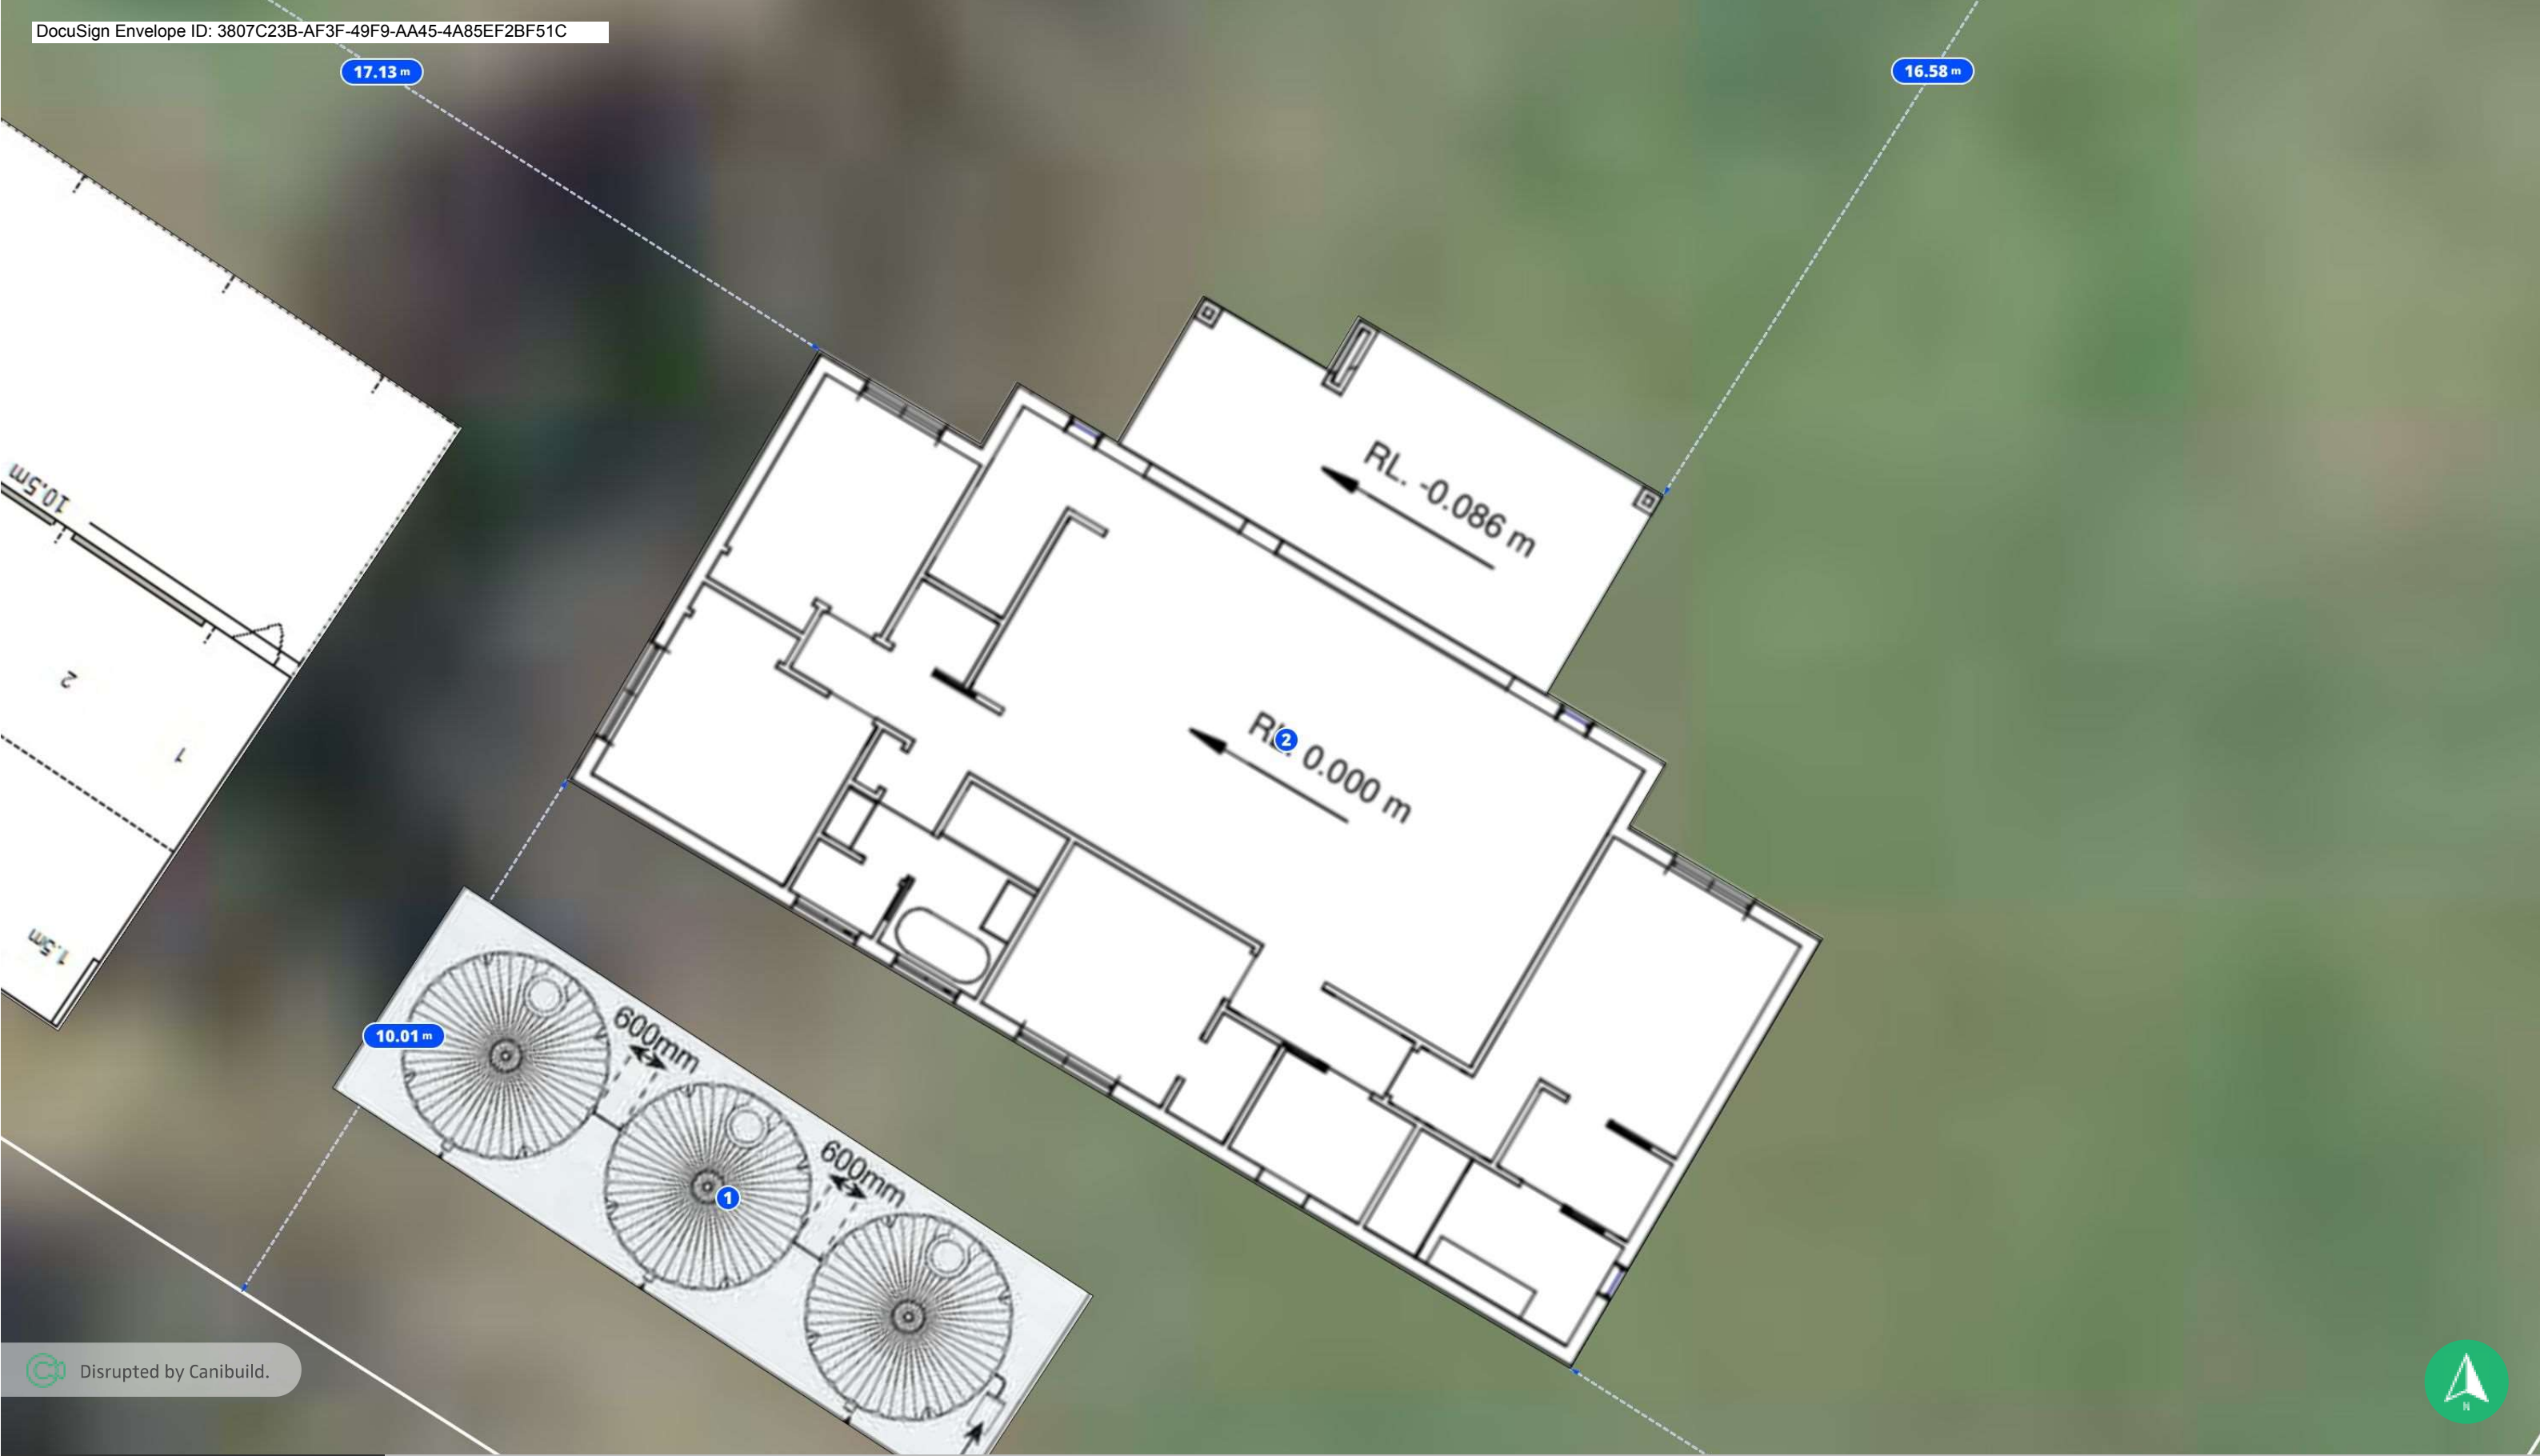 DocuSign Envelope ID: 3807C23B-AF3F-49F9-AA45-4A85EF2BF51C
17.13 m
16.58 m
RL. -0.086 m
10.5m
2
1
1.5m
2
RL. 0.000 m
10.01 m
600mm
600mm
1
Disrupted by Canibuild.
N